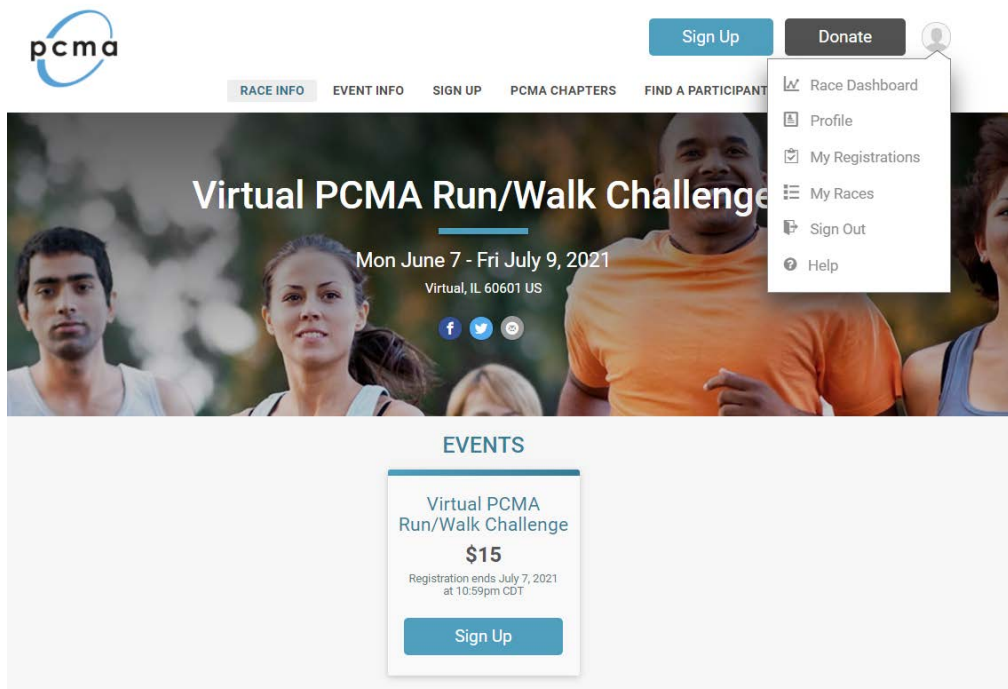 pcma
Sign Up
Donate
RACE INFO
EVENT INFO
SIGN UP
PCMA CHAPTERS
FIND A PARTICIPANT
Race Dashboard
Profile
My Registrations
My Races
Sign Out
Help
Virtual PCMA Run/Walk Challenge
Mon June 7 - Fri July 9, 2021
Virtual, IL 60601 US
f
EVENTS
Virtual PCMA
Run/Walk Challenge
$15
Registration ends July 7, 2021
at 10:59pm CDT
Sign Up